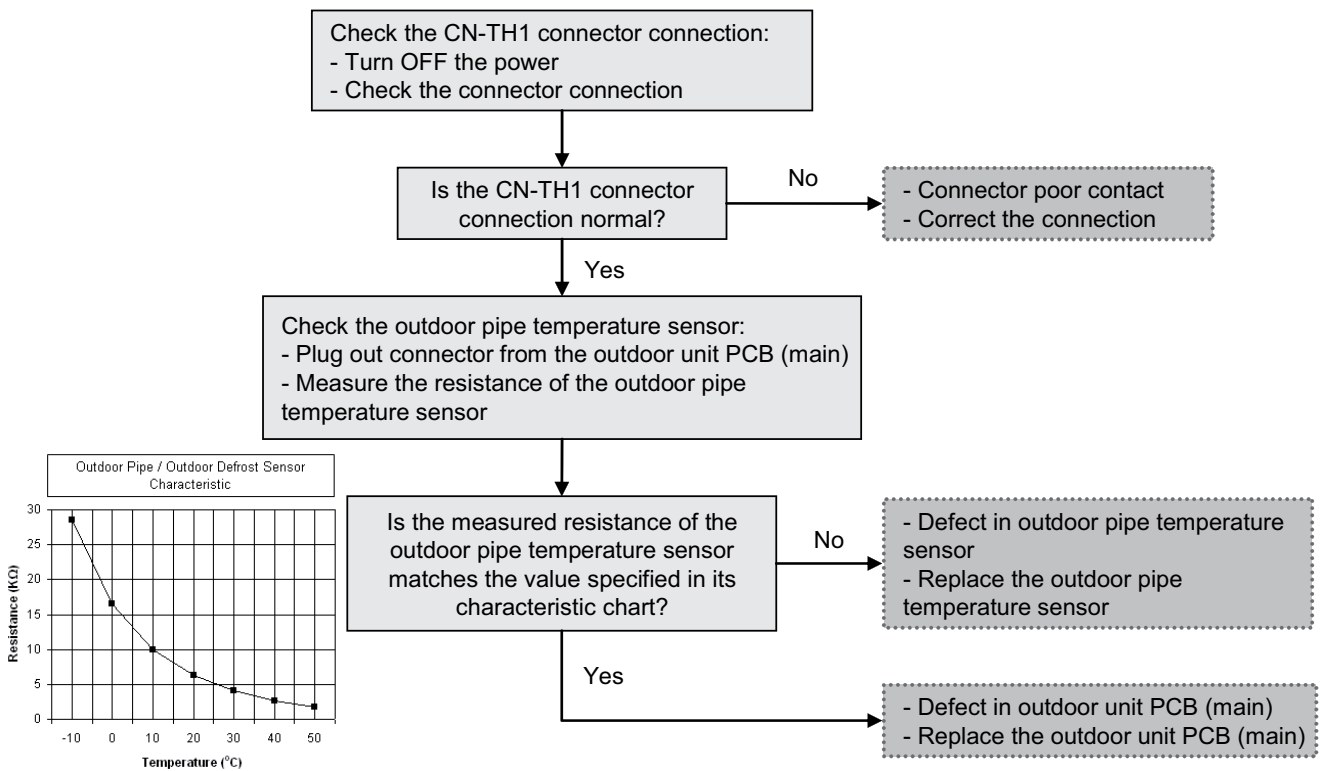 Check the CN-TH1 connector connection:
- Turn OFF the power
- Check the connector connection
Is the CN-TH1 connector
connection normal?
No
- Connector poor contact
- Correct the connection
Yes
Check the outdoor pipe temperature sensor:
- Plug out connector from the outdoor unit PCB (main)
- Measure the resistance of the outdoor pipe
temperature sensor
Outdoor Pipe / Outdoor Defrost Sensor
Characteristic
Resistance (KΩ)
30
25
20
15
10
5
0
-10 0 10 20 30 40 50
Temperature (°C)
Is the measured resistance of the
outdoor pipe temperature sensor
matches the value specified in its
characteristic chart?
No
- Defect in outdoor pipe temperature
sensor
- Replace the outdoor pipe
temperature sensor
Yes
- Defect in outdoor unit PCB (main)
- Replace the outdoor unit PCB (main)